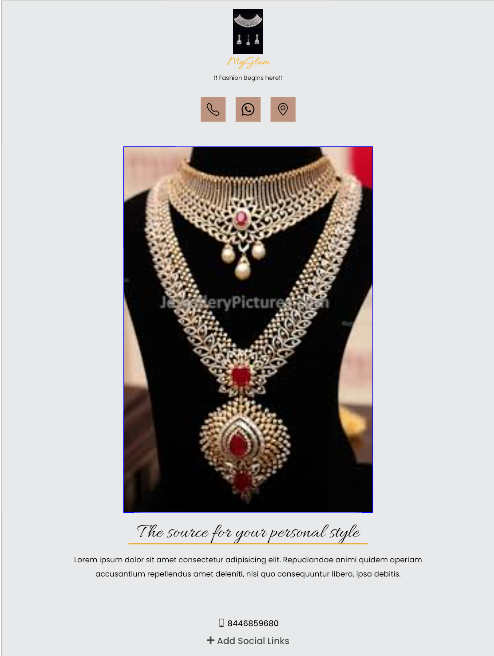 MyGlam
!! Fashion Begins here!!
JewelleryPictures.com
The source for your personal style
Lorem ipsum dolor sit amet consectetur adipisicing elit. Repudiandae animi quidem aperiam
accusantium repellendus amet deleniti, nisi quo consequuntur libero, ipsa debitis.
8446859680
Add Social Links